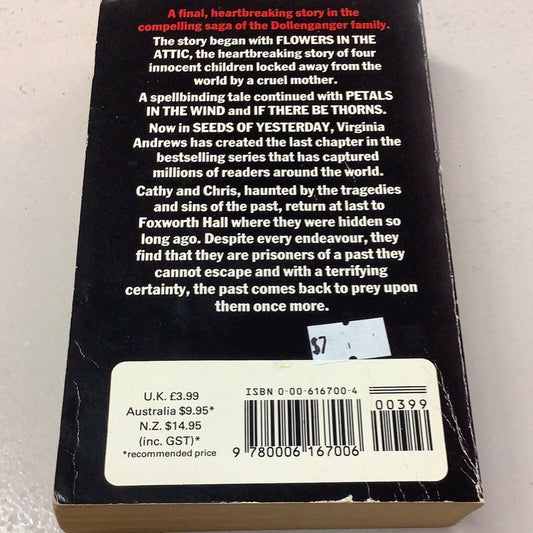 A final, heartbreaking story in the
compelling saga of the Dollenganger family.
The story began with FLOWERS IN THE
ATTIC, the heartbreaking story of four
innocent children locked away from the
world by a cruel mother.
A spellbinding tale continued with PETALS
IN THE WIND and IF THERE BE THORNS.
Now in SEEDS OF YESTERDAY, Virginia
Andrews has created the last chapter in the
bestselling series that has captured
millions of readers around the world.
Cathy and Chris, haunted by the tragedies
and sins of the past, return at last to
Foxworth Hall where they were hidden so
long ago. Despite every endeavour, they
find that they are prisoners of a past they
cannot escape and with a terrifying
certainty, the past comes back to prey upon
them once more.
$7
U.K. £3.99
Australia $9.95*
N.Z. $14.95
(inc. GST)*
*recommended price
ISBN 0-00-616700-4
00399
9 780006 167006